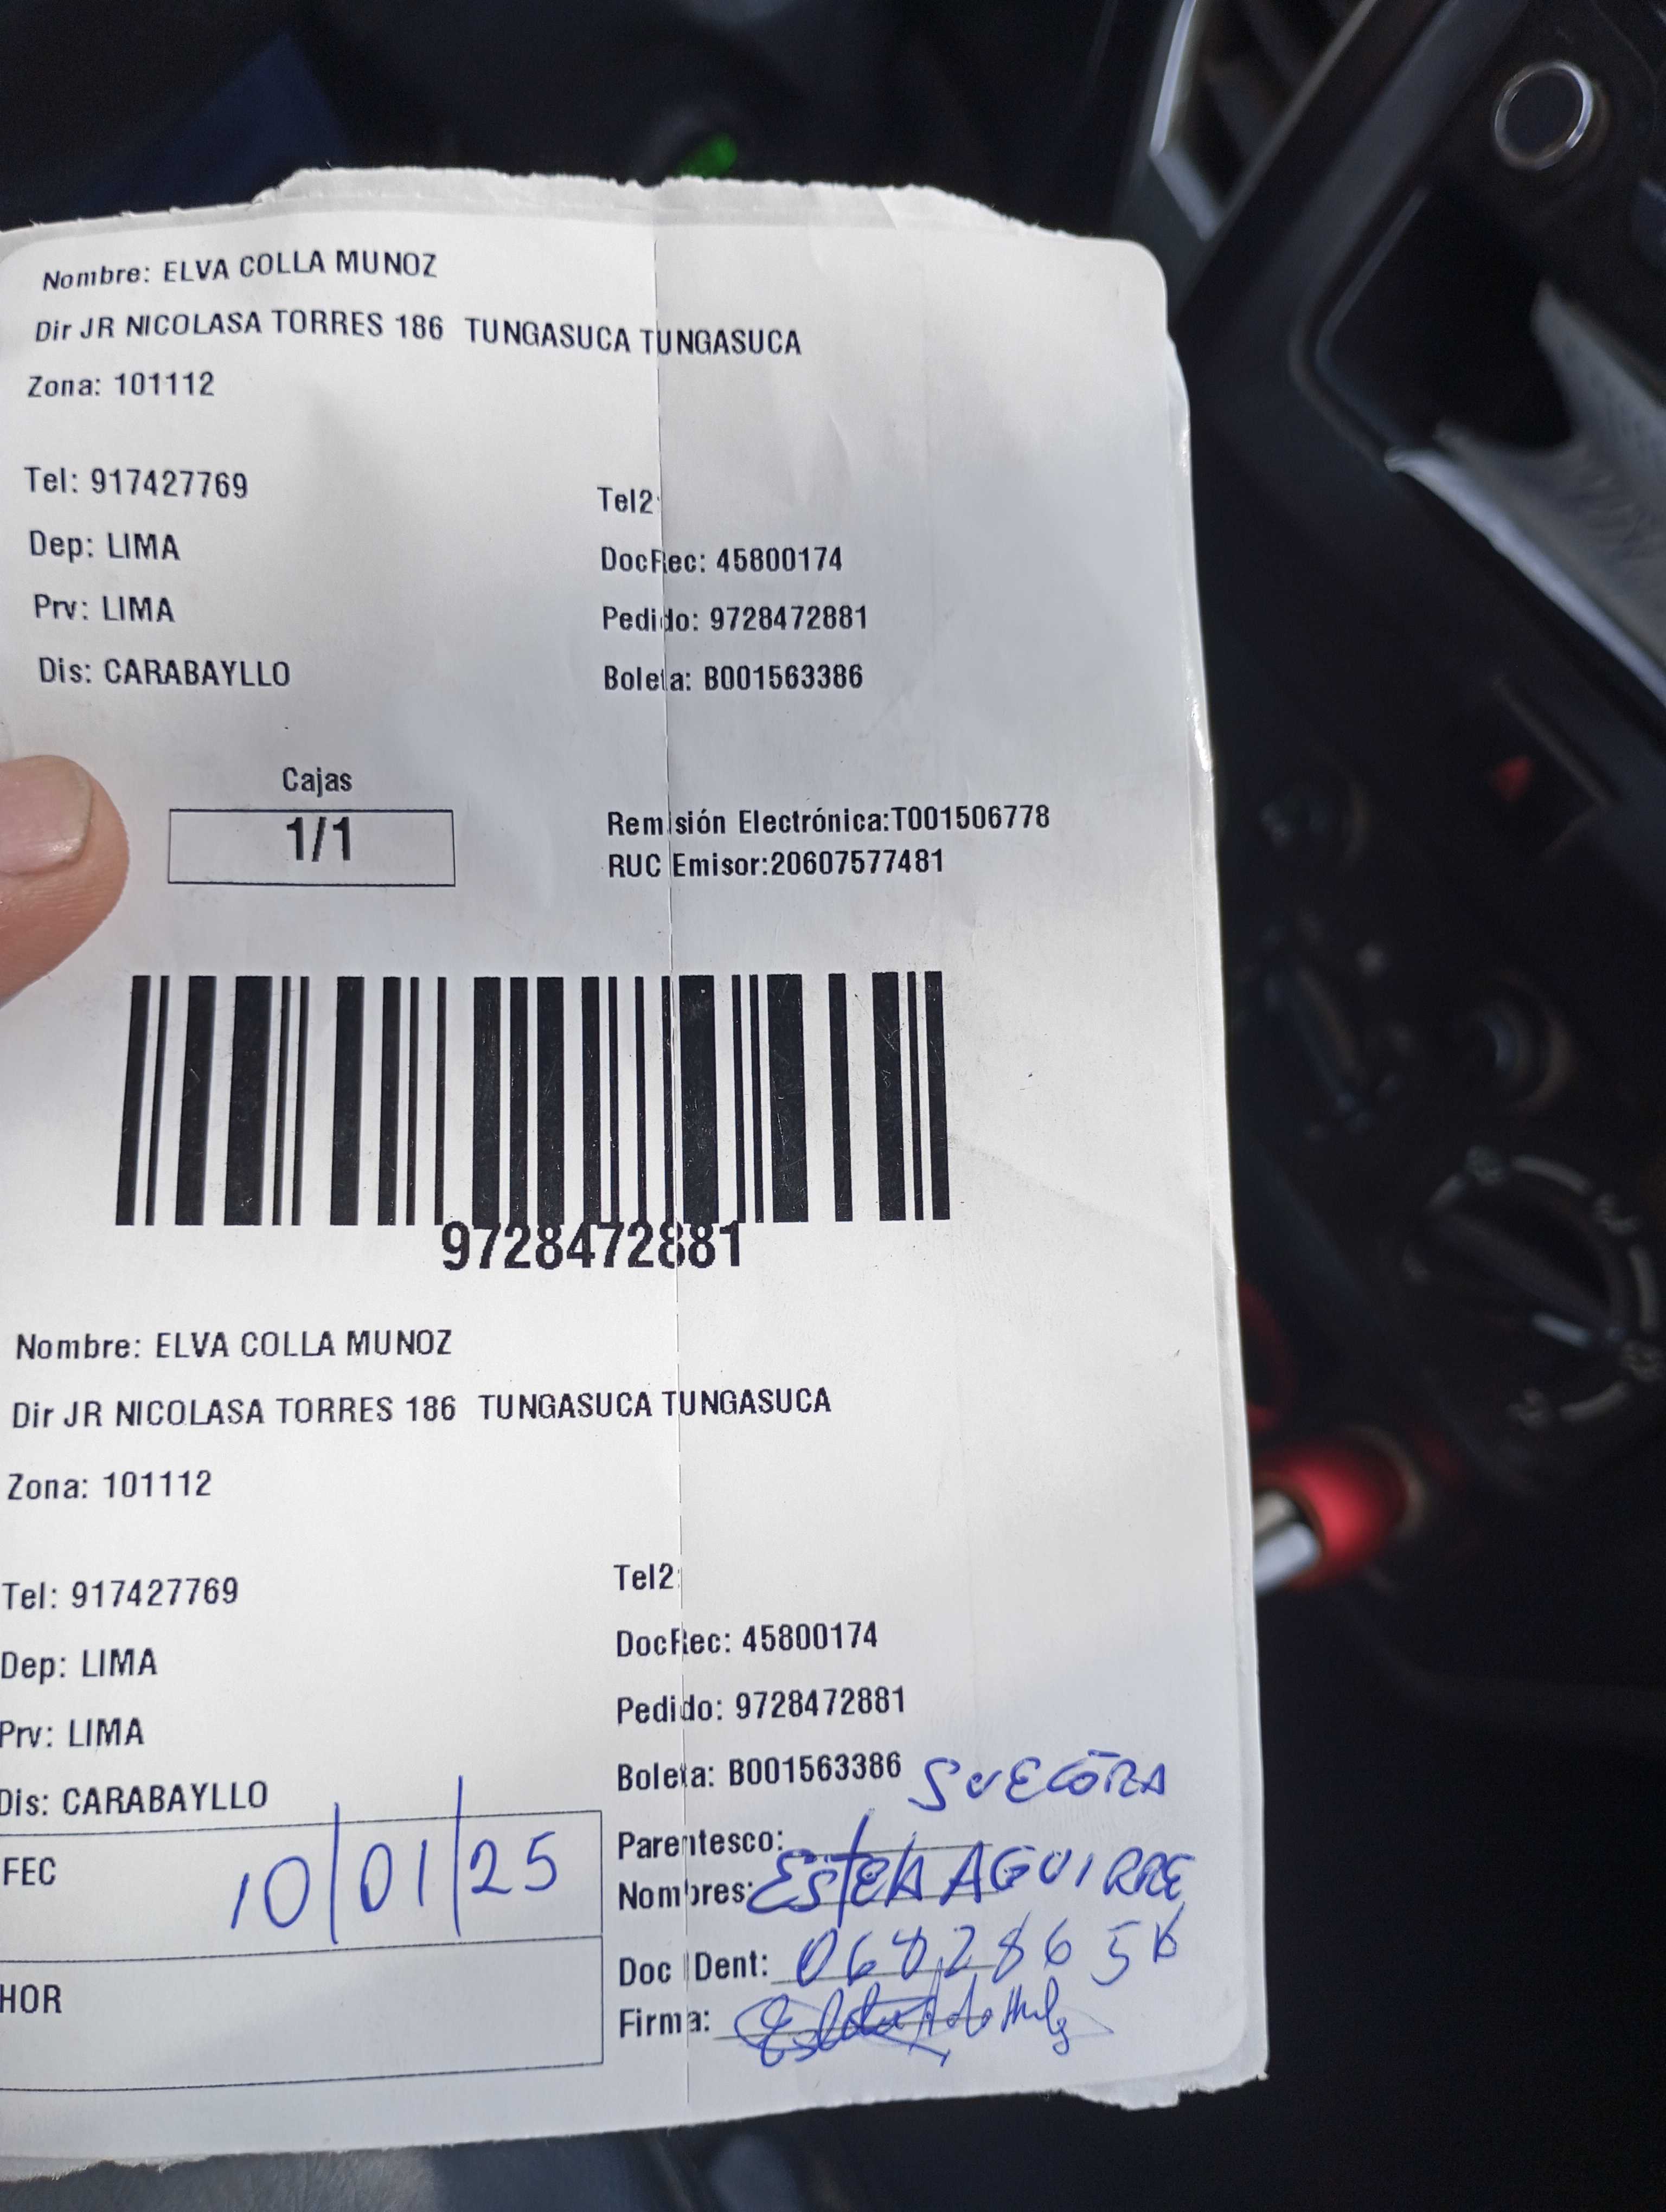 Nombre: ELVA COLLA MUNOZ
Dir JR NICOLASA TORRES 186 TUNGASUCA TUNGASUCA
Zona: 101112
Tel: 917427769 Tel2:
Dep: LIMA DocRec: 45800174
Prv: LIMA Pedido: 9728472881
Dis: CARABAYLLO Boleta: B001563386
Cajas
1/1
Remisión Electrónica:T001506778
RUC Emisor:20607577481
9728472881
Nombre: ELVA COLLA MUNOZ
Dir JR NICOLASA TORRES 186 TUNGASUCA TUNGASUCA
Zona: 101112
Tel: 917427769 Tel2:
Dep: LIMA DocRec: 45800174
Prv: LIMA Pedido: 9728472881
Dis: CARABAYLLO Boleta: B001563386
FEC 10/01/25
HOR
Parentesco: SUEGRA
Nombres: Estela AGUIRRE
Doc Dent:
Firma: